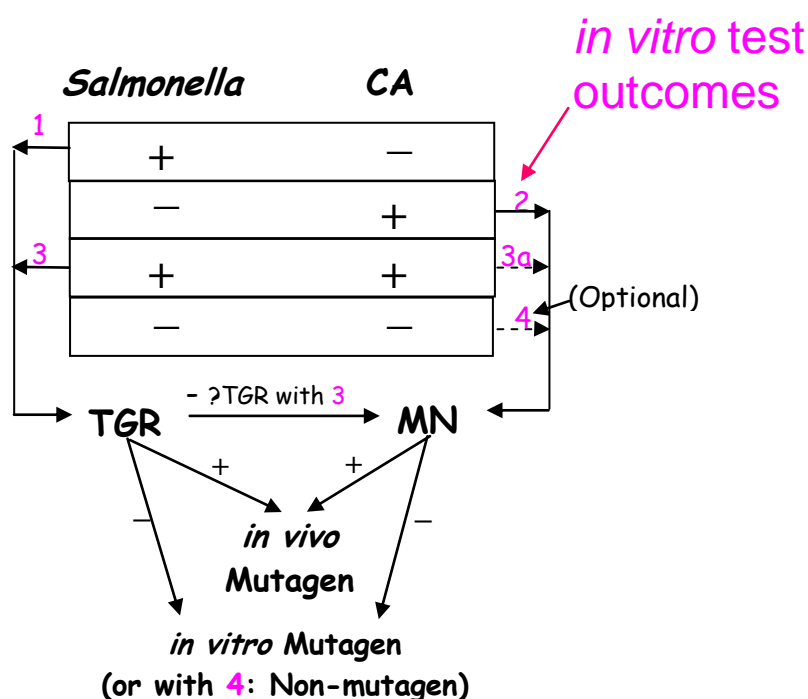 in vitro test
outcomes
Salmonella CA
1 + −
− + 2
3 + + 3a
(Optional)
− − 4
TGR - ?TGR with 3 MN
+ +
− −
in vivo
Mutagen
in vitro Mutagen
(or with 4: Non-mutagen)